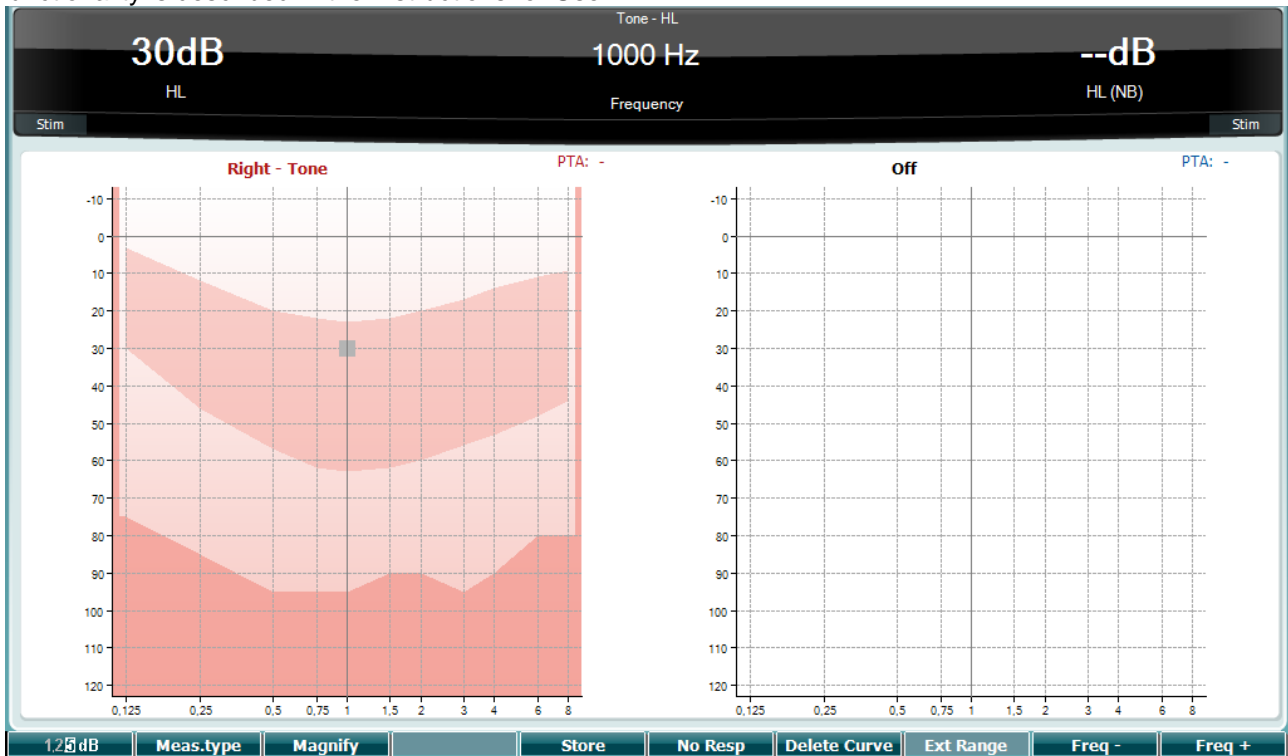 Tone - HL
30dB 1000 Hz --dB
HL Frequency HL (NB)
Stim Stim
Right - Tone PTA: - Off PTA: -
-10 -10
0 0
10 10
20 20
30 30
40 40
50 50
60 60
70 70
80 80
90 90
100 100
110 110
120 120
0,125 0,25 0,5 0,75 1 1,5 2 3 4 6 8 0,125 0,25 0,5 0,75 1 1,5 2 3 4 6 8
1,2,5 dB Meas.type Magnify Store No Resp Delete Curve Ext Range Freq - Freq +